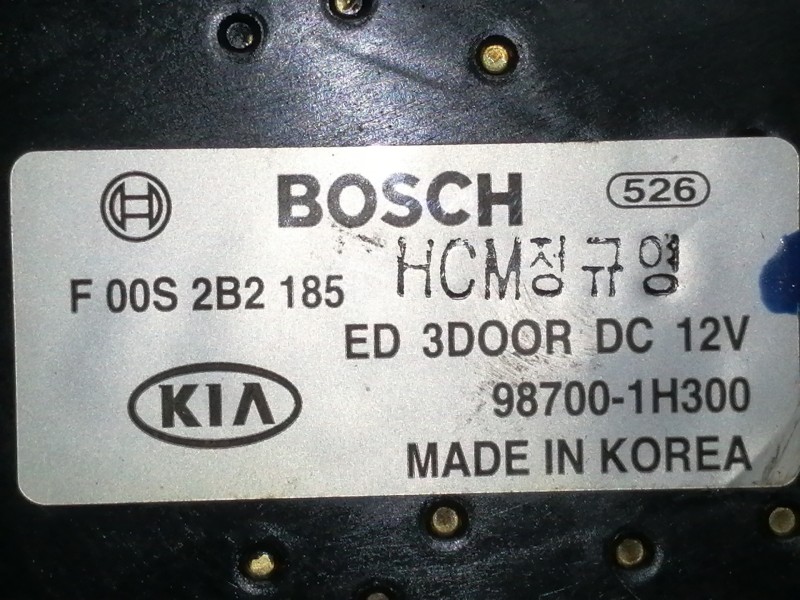 BOSCH 526
HCM정규영
F 00S 2B2 185
ED 3DOOR DC 12V
KIA 98700-1H300
MADE IN KOREA